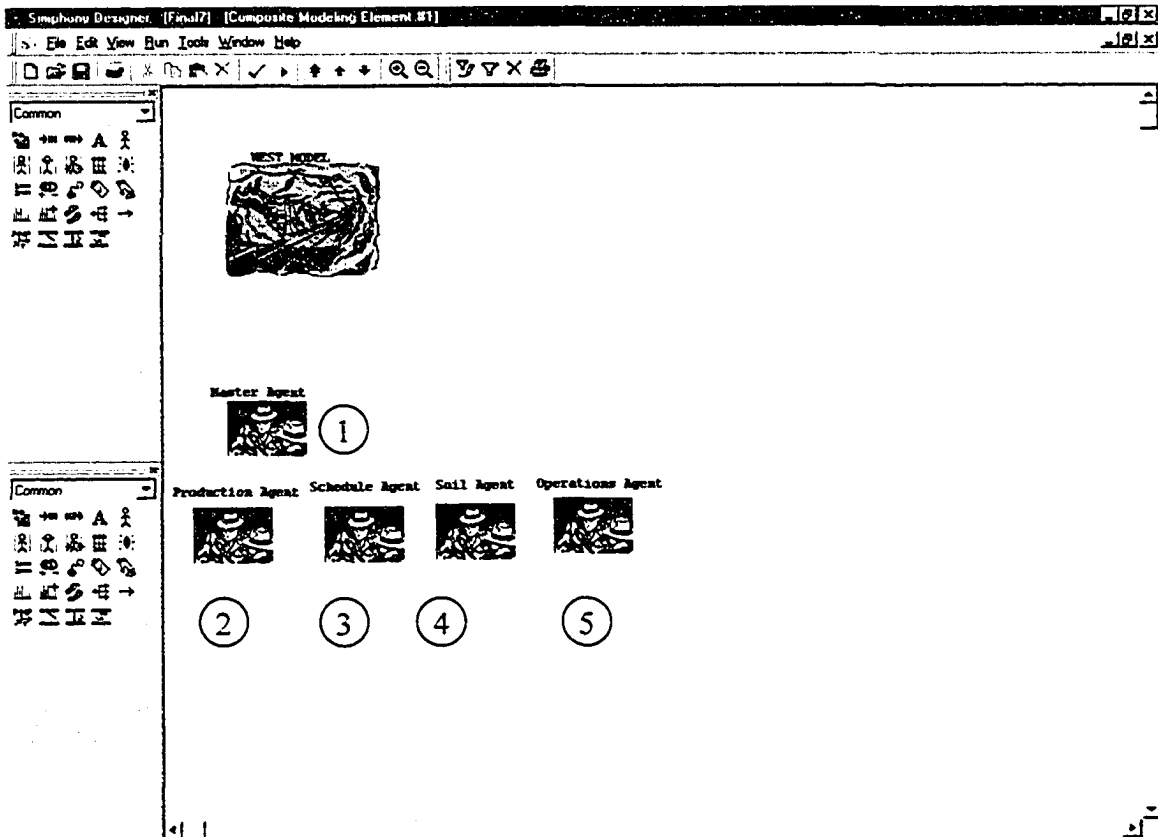 Simphony Designer [Final7] [Composite Modeling Element #1]
File Edit View Run Tools Window Help
Common
WEST MODEL
Master Agent
1
Common
Production Agent Schedule Agent Soil Agent Operations Agent
2 3 4 5